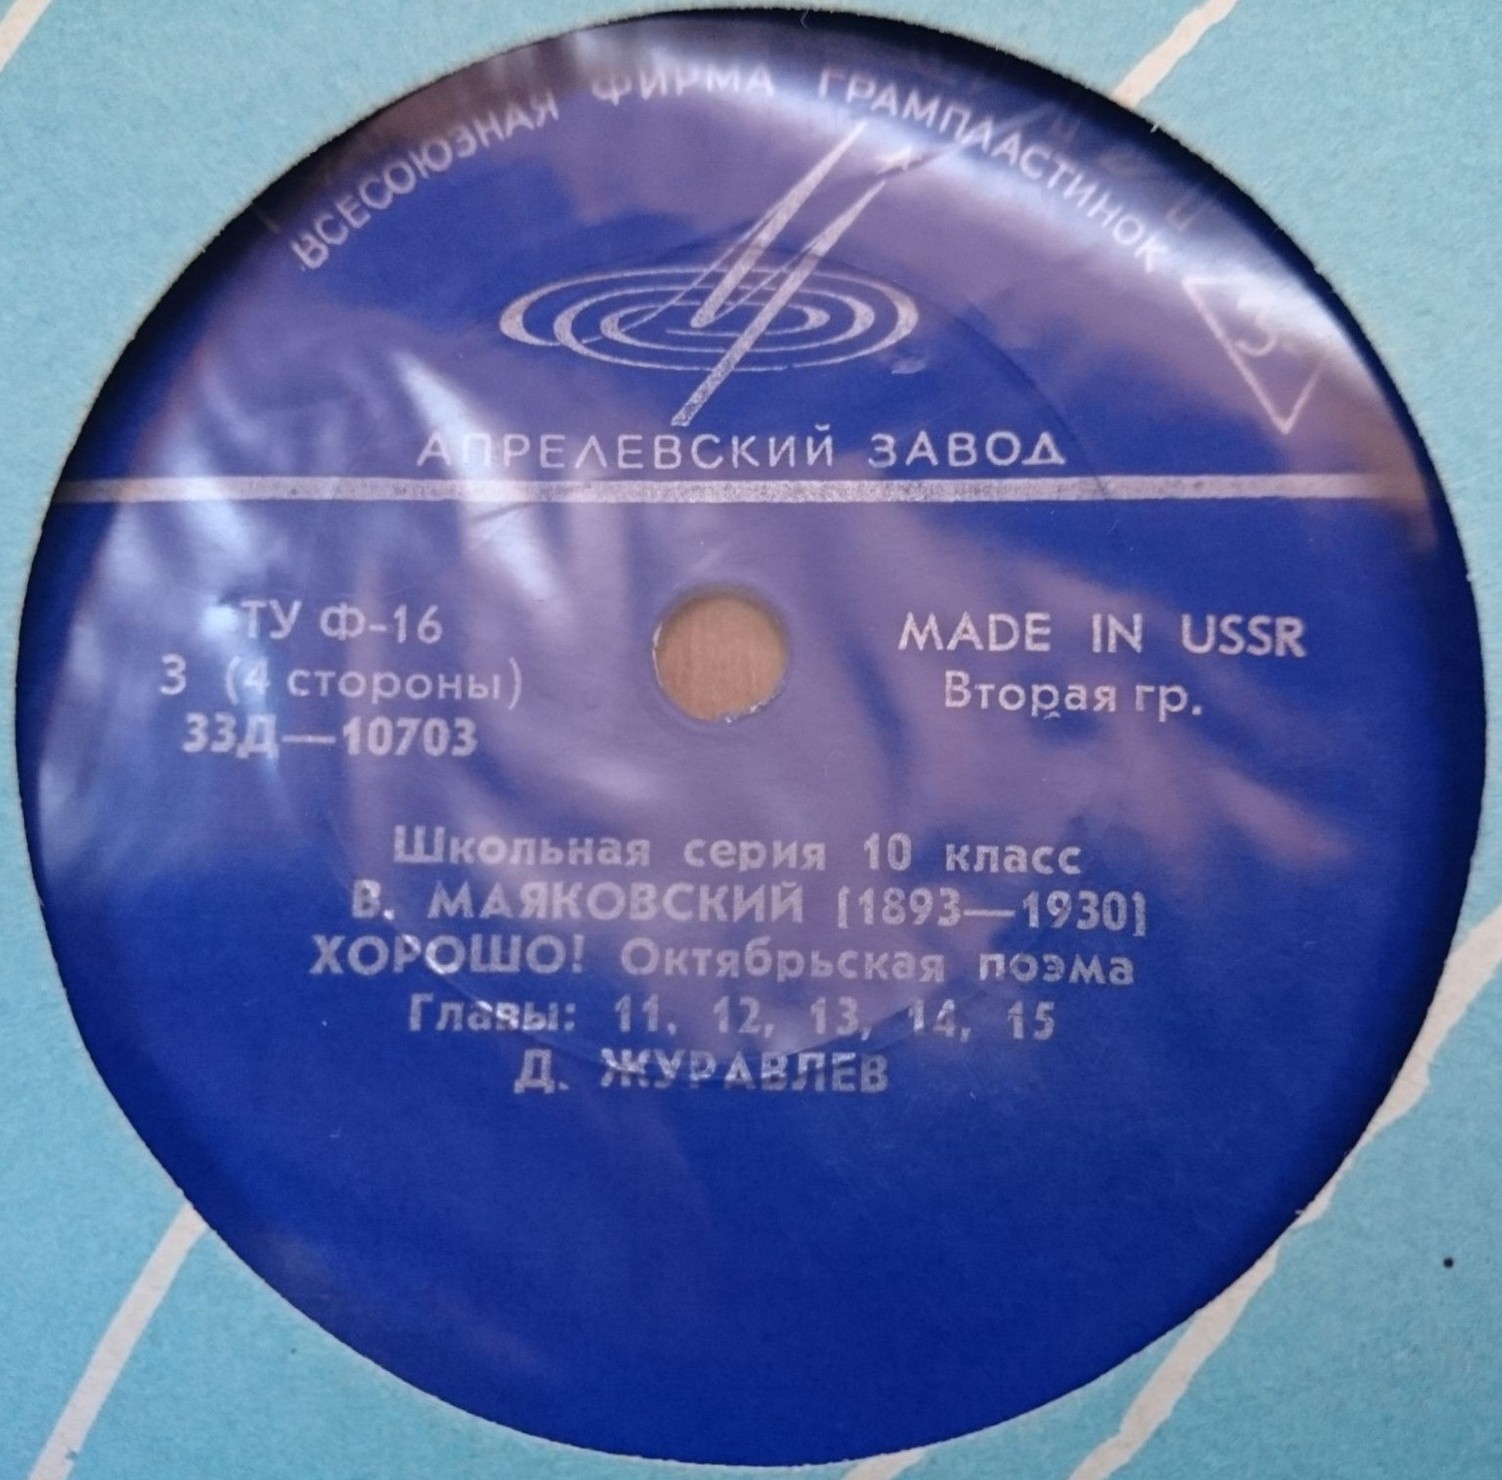 ВСЕСОЮЗНАЯ ФИРМА ГРАМПЛАСТИНОК
3
АПРЕЛЕВСКИЙ ЗАВОД
ТУ Ф-16
3 (4 стороны)
33Д—10703
MADE IN USSR
Вторая гр.
Школьная серия 10 класс
В. МАЯКОВСКИЙ [1893—1930]
ХОРОШО! Октябрьская поэма
Главы: 11, 12, 13, 14, 15
Д. ЖУРАВЛЕВ